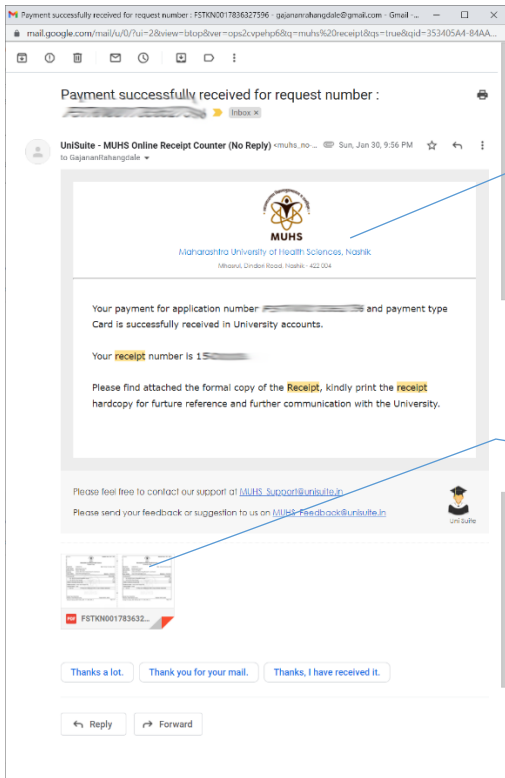 Payment successfully received for request number : FSTKN0017836327596 - gajananrahangdale@gmail.com - Gmail - ...
mail.google.com/mail/u/0/?ui=2&view=btop&ver=ops2cvpehp6&q=muhs%20receipt&qs=true&qid=353405A4-84AA...
Payment successfully received for request number :
Inbox ×
UniSuite - MUHS Online Receipt Counter (No Reply) <muhs_no-... Sun, Jan 30, 9:56 PM
to GajananRahangdale
MUHS
Maharashtra University of Health Sciences, Nashik
Mhasrul, Dindori Road, Nashik - 422 004
Your payment for application number and payment type
Card is successfully received in University accounts.
Your receipt number is 15
Please find attached the formal copy of the Receipt, kindly print the receipt
hardcopy for furture reference and further communication with the University.
Please feel free to contact our support at MUHS_Support@unisuite.in
Please send your feedback or suggestion to us on MUHS_Feedback@unisuite.in
Uni Suite
PDF FSTKN001783632...
Thanks a lot. Thank you for your mail. Thanks, I have received it.
Reply Forward